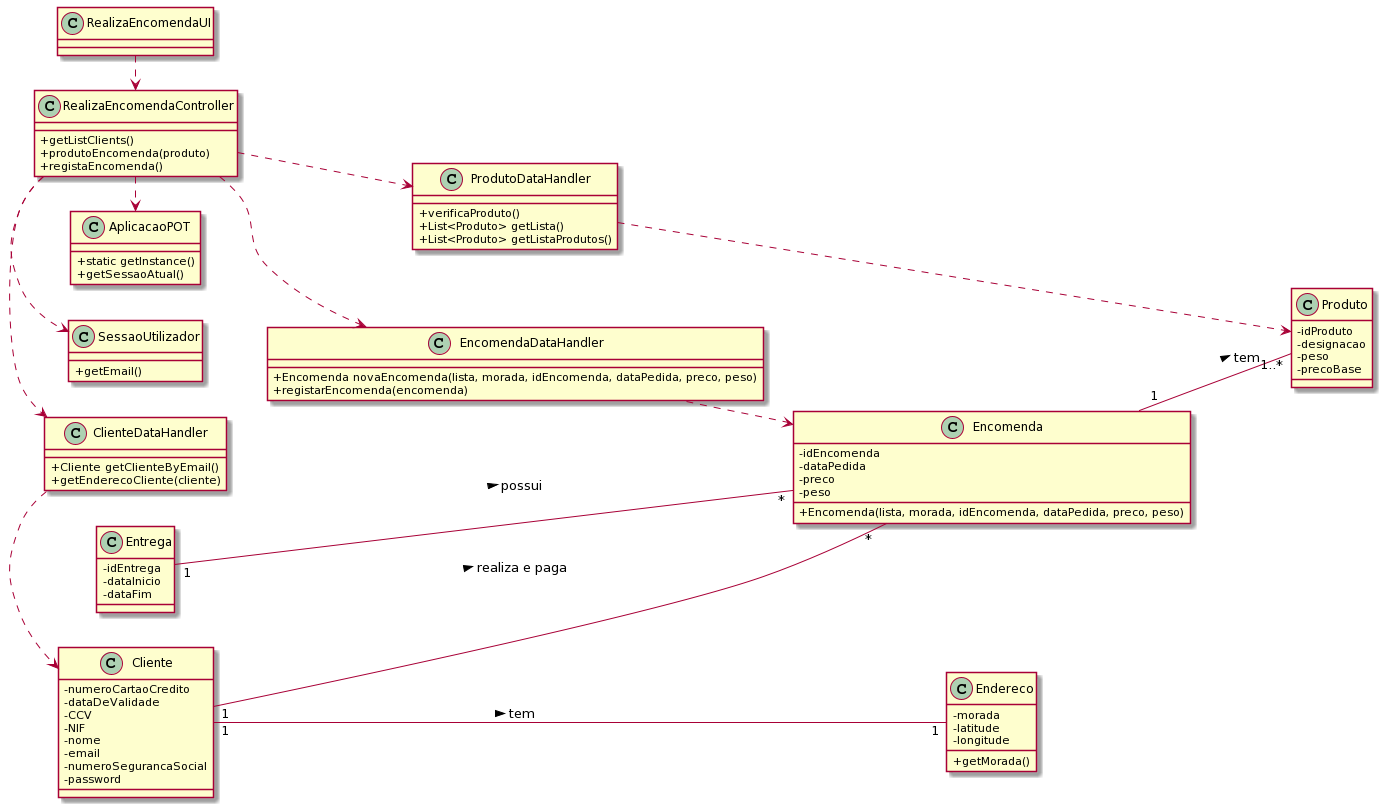 C RealizaEncomendaUI
C RealizaEncomendaController
+getListClients()
+produtoEncomenda(produto)
+registaEncomenda()
C ProdutoDataHandler
+verificaProduto()
+List<Produto> getLista()
+List<Produto> getListaProdutos()
C AplicacaoPOT
+static getInstance()
+getSessaoAtual()
C SessaoUtilizador
+getEmail()
C Produto
-idProduto
-designacao
-peso
-precoBase
C EncomendaDataHandler
+Encomenda novaEncomenda(lista, morada, idEncomenda, dataPedida, preco, peso)
+registarEncomenda(encomenda)
tem
1..*
1
C ClienteDataHandler
+Cliente getClienteByEmail()
+getEnderecoCliente(cliente)
C Encomenda
-idEncomenda
-dataPedida
-preco
-peso
+Encomenda(lista, morada, idEncomenda, dataPedida, preco, peso)
possui
*
C Entrega
-idEntrega
-dataInicio
-dataFim
1
*
realiza e paga
C Cliente
-numeroCartaoCredito
-dataDeValidade
-CCV
-NIF
-nome
-email
-numeroSegurancaSocial
-password
1
1
tem
1
C Endereco
-morada
-latitude
-longitude
+getMorada()